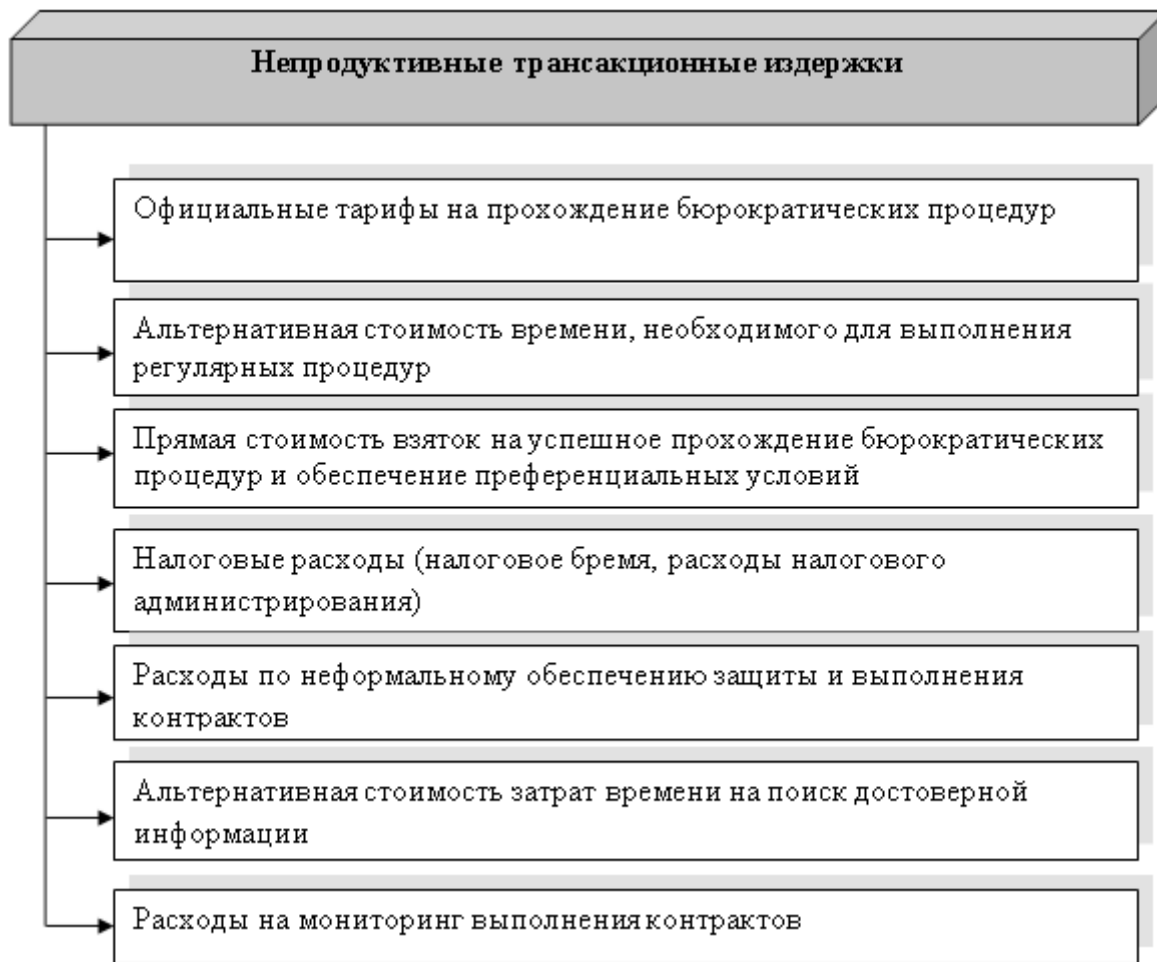 Непродуктивные трансакционные издержки
Официальные тарифы на прохождение бюрократических процедур
Альтернативная стоимость времени, необходимого для выполнения
регулярных процедур
Прямая стоимость взяток на успешное прохождение бюрократических
процедур и обеспечение преференциальных условий
Налоговые расходы (налоговое бремя, расходы налогового
администрирования)
Расходы по неформальному обеспечению защиты и выполнения
контрактов
Альтернативная стоимость затрат времени на поиск достоверной
информации
Расходы на мониторинг выполнения контрактов